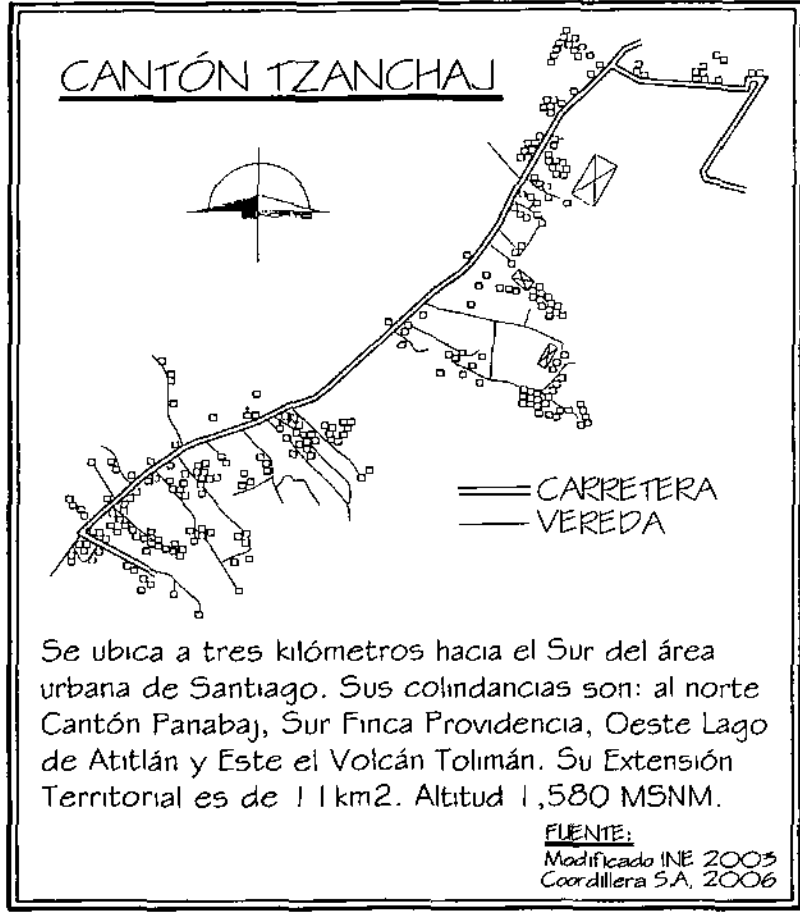 CANTÓN TZANCHAJ
CARRETERA
VEREDA
Se ubica a tres kilómetros hacia el Sur del área
urbana de Santiago. Sus colindancias son: al norte
Cantón Panabaj, Sur Finca Providencia, Oeste Lago
de Atitlán y Este el Volcán Tolimán. Su Extensión
Territorial es de 11km2. Altitud 1,580 MSNM.
FUENTE:
Modificado INE 2003
Coordillera S.A, 2006